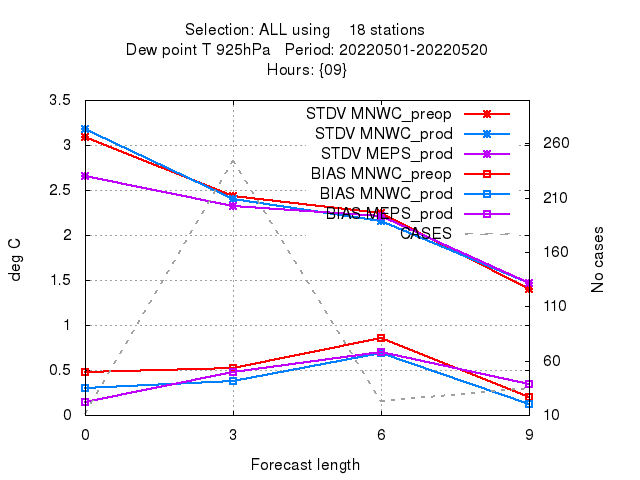 Selection: ALL using 18 stations
Dew point T 925hPa Period: 20220501-20220520
Hours: {09}
3.5
3
2.5
2
1.5
1
0.5
0
deg C
STDV MNWC_preop
STDV MNWC_prod
STDV MEPS_prod
BIAS MNWC_preop
BIAS MNWC_prod
BIAS MEPS_prod
CASES
260
210
160
110
60
10
No cases
0 3 6 9
Forecast length